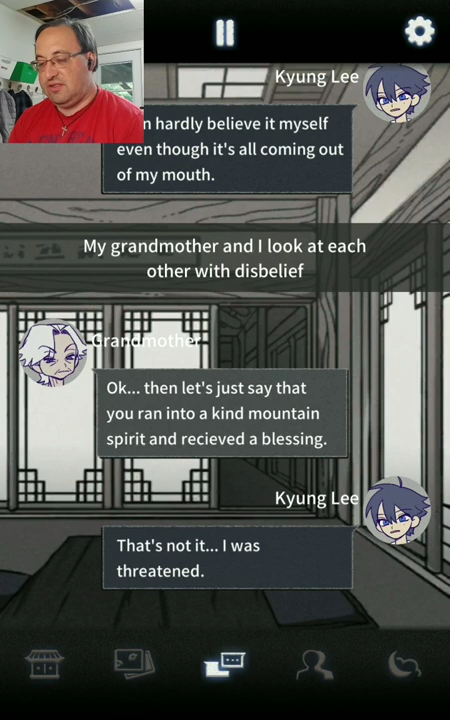 Kyung Lee
n hardly believe it myself
even though it's all coming out
of my mouth.
My grandmother and I look at each
other with disbelief
Grandmother
Ok... then let's just say that
you ran into a kind mountain
spirit and recieved a blessing.
Kyung Lee
That's not it... I was
threatened.